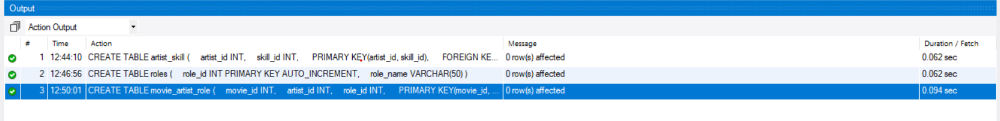 Output
Action Output
# Time Action Message Duration / Fetch
1 12:44:10 CREATE TABLE artist_skill ( artist_id INT, skill_id INT, PRIMARY KEY(artist_id, skill_id), FOREIGN KE... 0 row(s) affected 0.062 sec
2 12:46:56 CREATE TABLE roles ( role_id INT PRIMARY KEY AUTO_INCREMENT, role_name VARCHAR(50) ) 0 row(s) affected 0.062 sec
3 12:50:01 CREATE TABLE movie_artist_role ( movie_id INT, artist_id INT, role_id INT, PRIMARY KEY(movie_id, ... 0 row(s) affected 0.094 sec